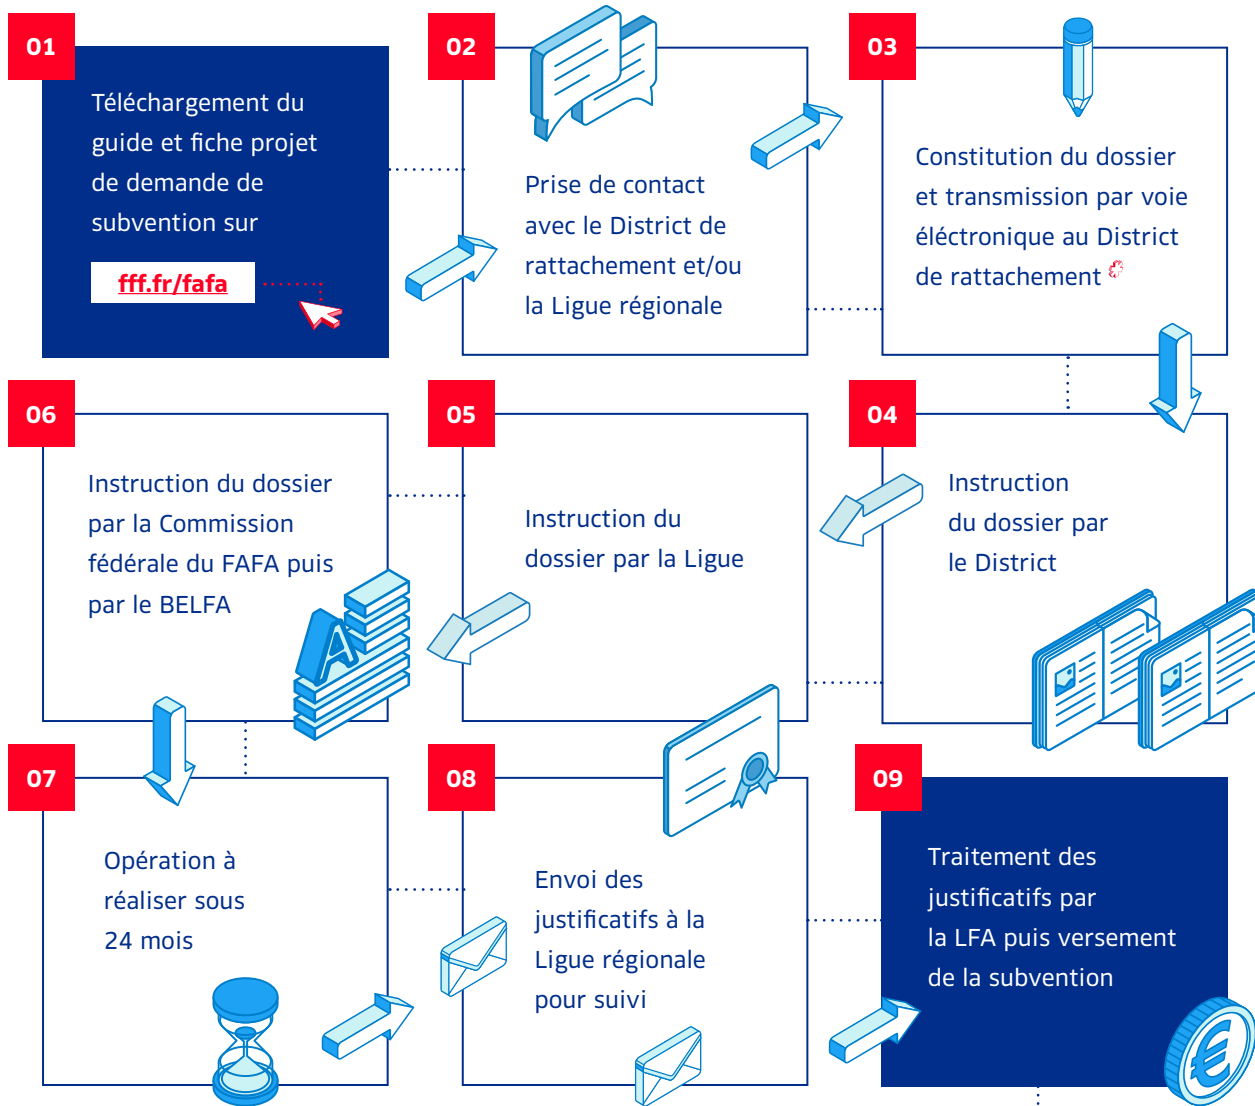 01
Téléchargement du
guide et fiche projet
de demande de
subvention sur
fff.fr/fafa
02
Prise de contact
avec le District de
rattachement et/ou
la Ligue régionale
03
Constitution du dossier
et transmission par voie
éléctronique au District
de rattachement
04
Instruction
du dossier par
le District
05
Instruction du
dossier par la Ligue
06
Instruction du dossier
par la Commission
fédérale du FAFA puis
par le BELFA
A
07
Opération à
réaliser sous
24 mois
08
Envoi des
justificatifs à la
Ligue régionale
pour suivi
09
Traitement des
justificatifs par
la LFA puis versement
de la subvention
€